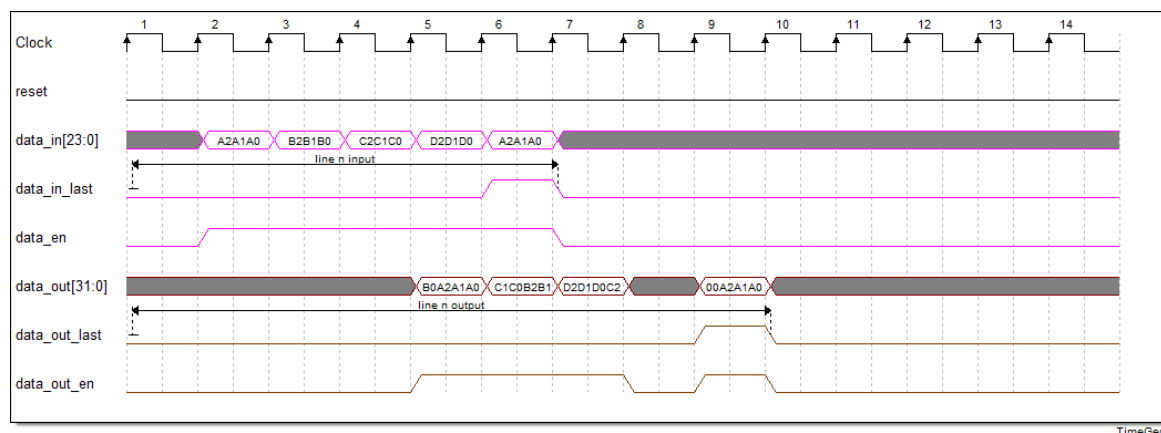 1 2 3 4 5 6 7 8 9 10 11 12 13 14
Clock
reset
data_in[23:0] A2A1A0 B2B1B0 C2C1C0 D2D1D0 A2A1A0
line n input
data_in_last
data_en
data_out[31:0] B0A2A1A0 C1C0B2B1 D2D1D0C2 00A2A1A0
line n output
data_out_last
data_out_en